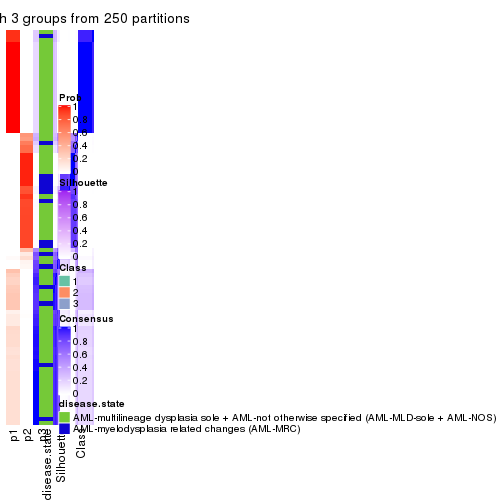 h 3 groups from 250 partitions
Prob
1
0.8
0.6
0.4
0.2
0
Silhouette
1
0.8
0.6
0.4
0.2
0
Class
1
2
3
Consensus
1
0.8
0.6
0.4
0.2
0
disease.state
AML-multilineage dysplasia sole + AML-not otherwise specified (AML-MLD-sole + AML-NOS)
AML-myelodysplasia related changes (AML-MRC)
p1
p2
p3
disease.state
Silhouette
Class